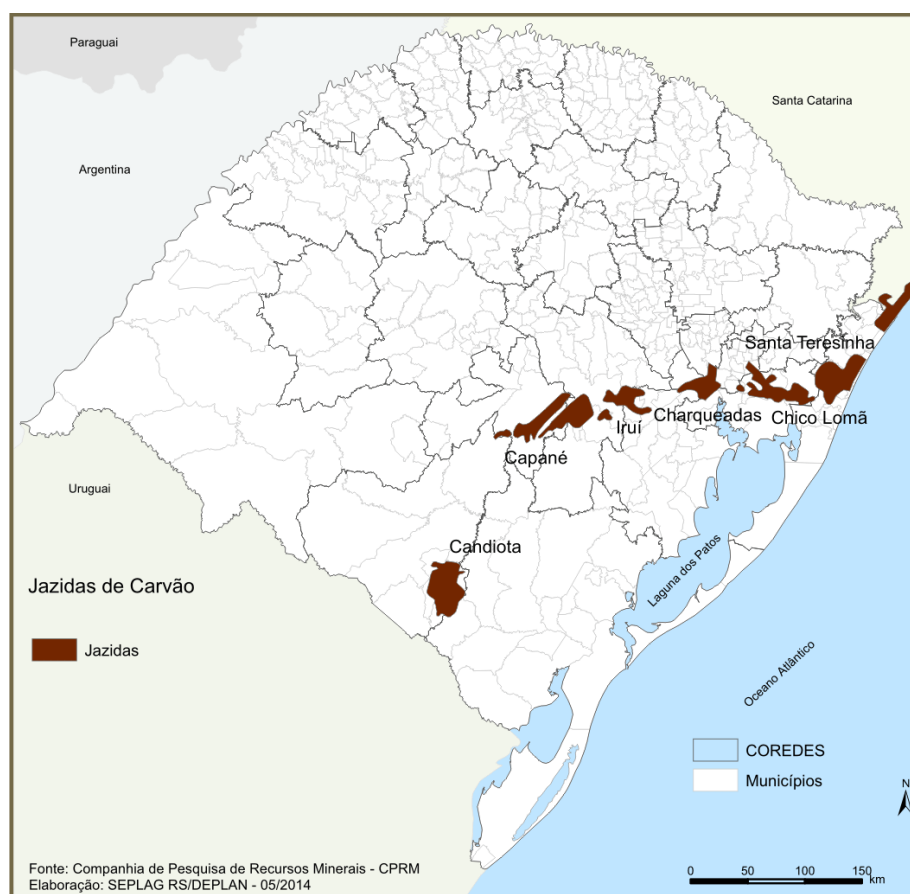 Paraguai
Santa Catarina
Argentina
Santa Teresinha
Charqueadas
Chico Lomã
Iruí
Capané
Uruguai
Candiota
Laguna dos Patos
Jazidas de Carvão
Jazidas
Oceano Atlântico
COREDES
Municípios
N
Fonte: Companhia de Pesquisa de Recursos Minerais - CPRM
Elaboração: SEPLAG RS/DEPLAN - 05/2014
0 50 100 150
km